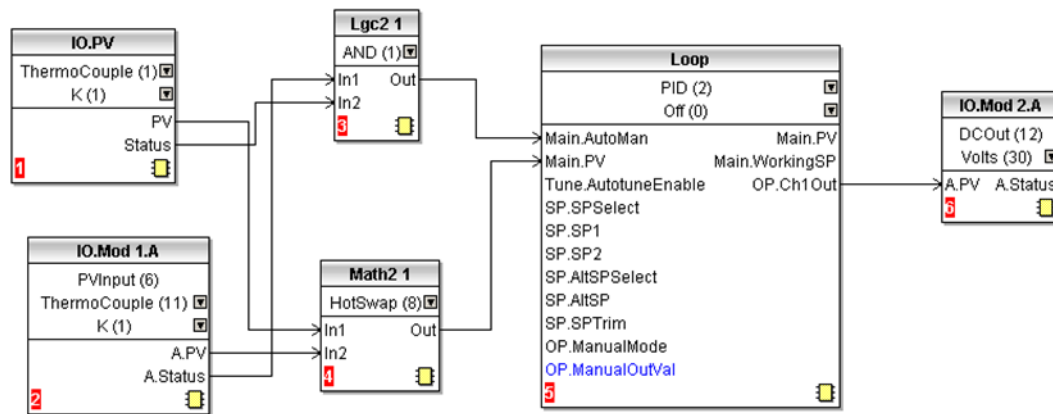 IO.PV
ThermoCouple (1)
K (1)
PV
Status
1
IO.Mod 1.A
PVInput (6)
ThermoCouple (11)
K (1)
A.PV
A.Status
2
Lgc2 1
AND (1)
In1 Out
In2
3
Math2 1
HotSwap (8)
In1 Out
In2
4
Loop
PID (2)
Off (0)
Main.AutoMan Main.PV
Main.PV Main.WorkingSP
Tune.AutotuneEnable OP.Ch1Out
SP.SPSelect
SP.SP1
SP.SP2
SP.AltSPSelect
SP.AltSP
SP.SPTrim
OP.ManualMode
OP.ManualOutVal
5
IO.Mod 2.A
DCOut (12)
Volts (30)
A.PV A.Status
6